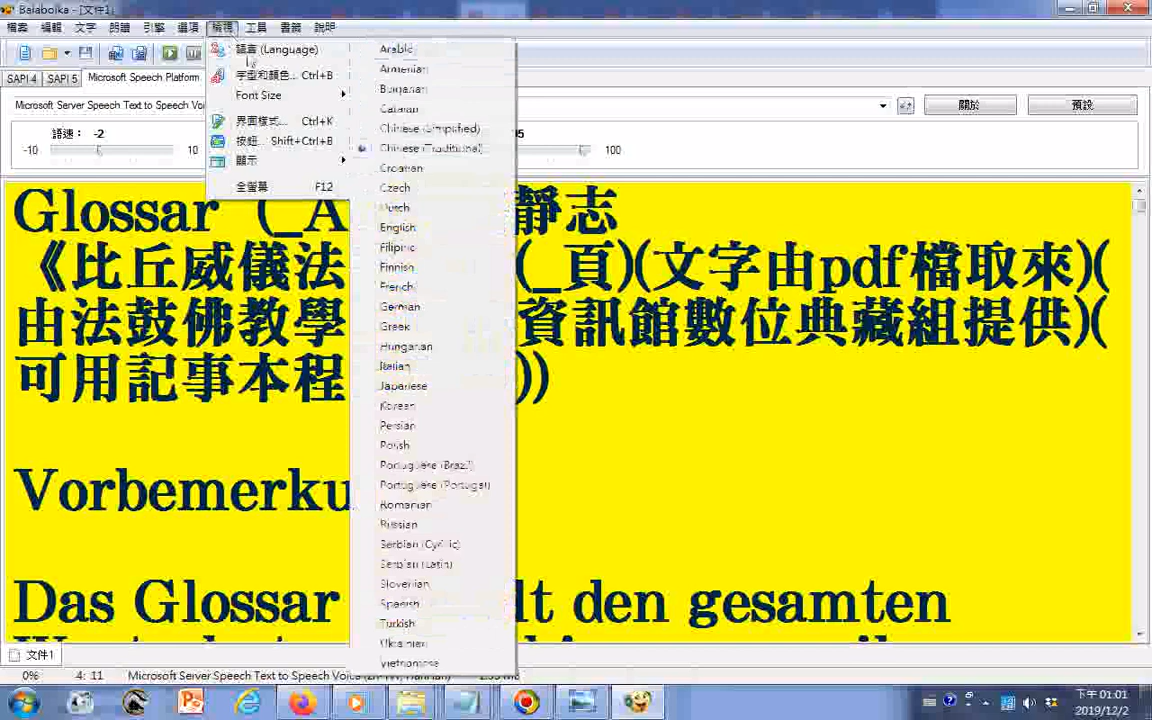 Balabolka - [文件1]
檔案 編輯 文字 朗讀 引擎 選項 檢視 工具 書籤 說明
SAPI 4 SAPI 5 Microsoft Speech Platform
Microsoft Server Speech Text to Speech Voi
關於 預設
語速： -2
-10 10 100
語言 (Language)
字型和顏色... Ctrl+B
Font Size
界面樣式... Ctrl+K
按鈕... Shift+Ctrl+B
顯示
全螢幕 F12
Arabic
Armenian
Bulgarian
Catalan
Chinese (Simplified)
Chinese (Traditional)
Croatian
Czech
Dutch
English
Filipino
Finnish
French
German
Greek
Hungarian
Italian
Japanese
Korean
Persian
Polish
Portuguese (Brazil)
Portuguese (Portugal)
Romanian
Russian
Serbian (Cyrillic)
Serbian (Latin)
Slovenian
Spanish
Turkish
Ukrainian
Vietnamese
Glossar (_A 靜志
《比丘威儀法 (_頁)(文字由pdf檔取來)(
由法鼓佛教學 資訊館數位典藏組提供)(
可用記事本程 ))
Vorbemerku
Das Glossar lt den gesamten
文件1
0% 4: 11 Microsoft Server Speech Text to Speech Voice
下午 01:01
2019/12/2